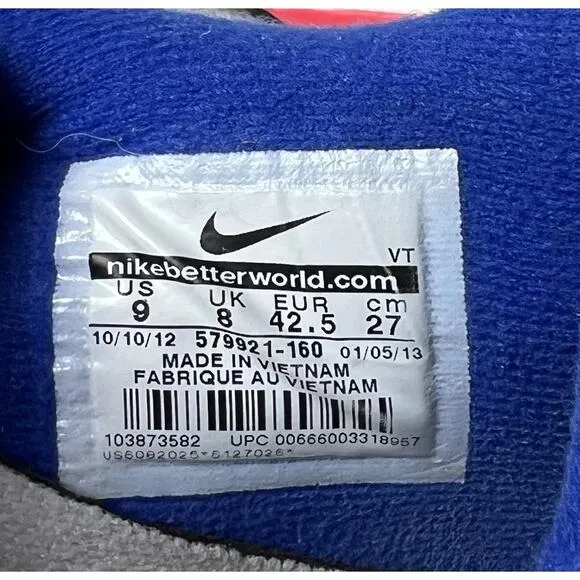 VT
nikebetterworld.com
US UK EUR cm
9 8 42.5 27
10/10/12 579921-160 01/05/13
MADE IN VIETNAM
FABRIQUE AU VIETNAM
103873582 UPC 00666003318957